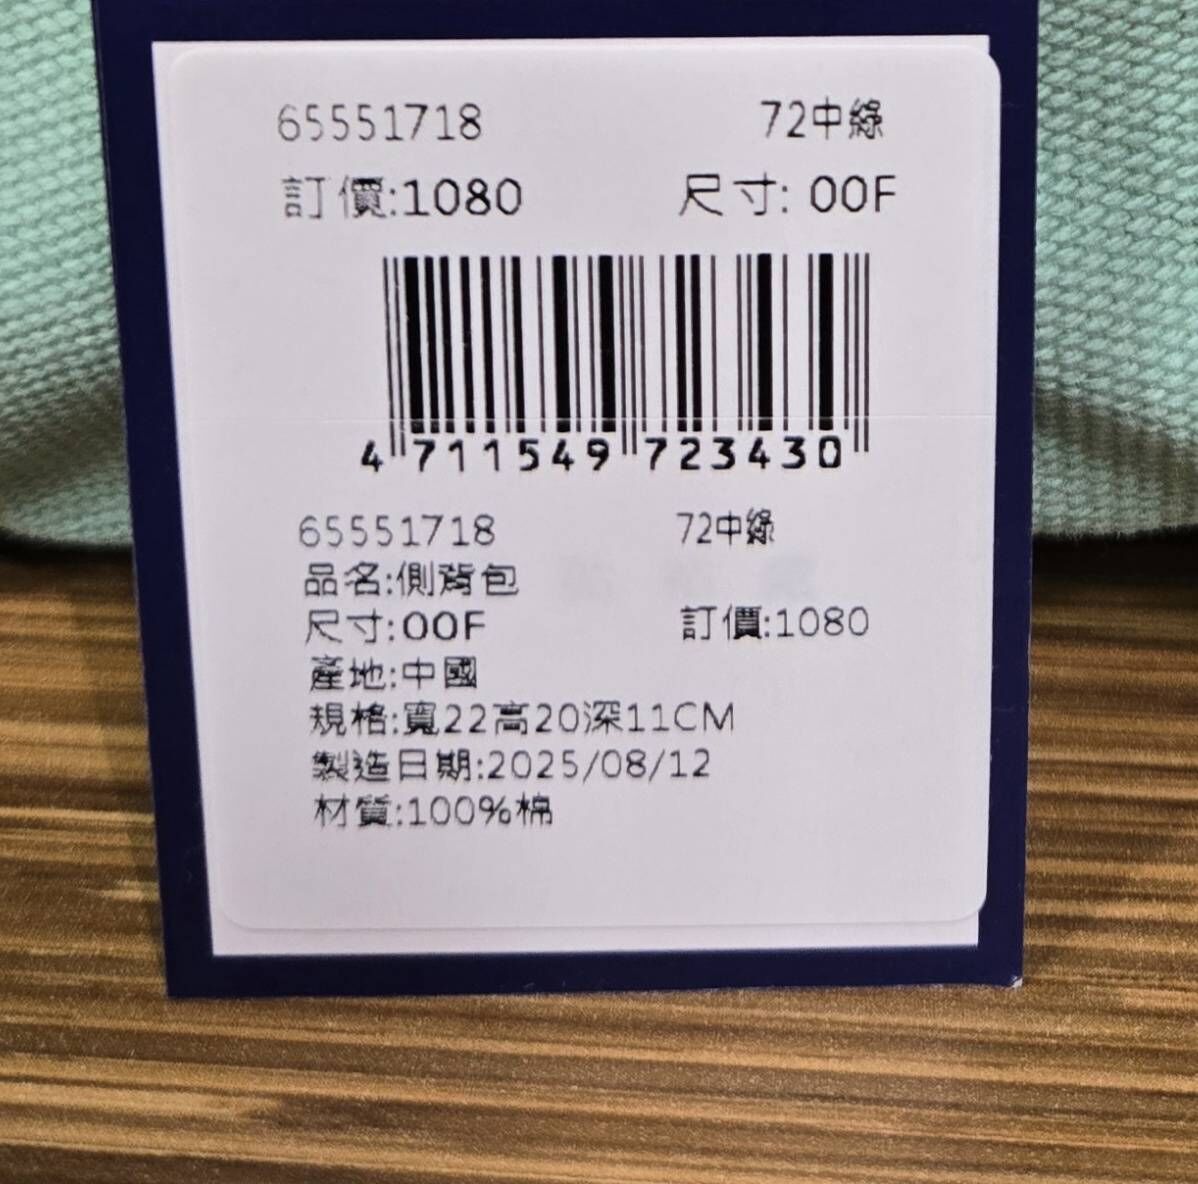 65551718 72中綠
訂價:1080 尺寸: 00F
4 711549 723430
65551718 72中綠
品名:側背包
尺寸:00F 訂價:1080
產地:中國
規格:寬22高20深11CM
製造日期:2025/08/12
材質:100%棉